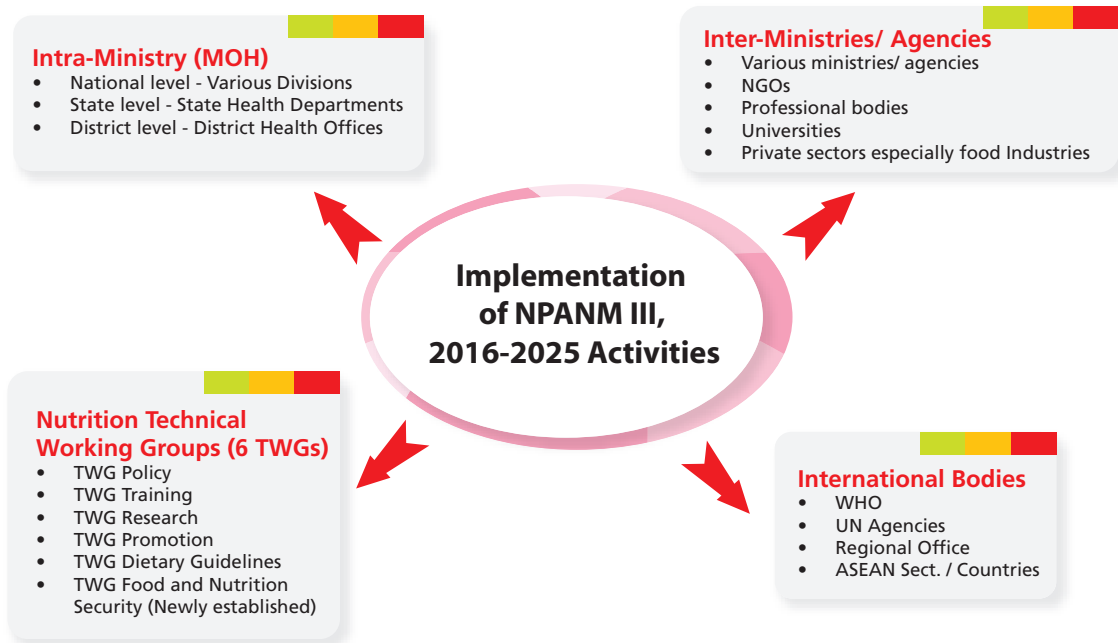 Intra-Ministry (MOH)
• National level - Various Divisions
• State level - State Health Departments
• District level - District Health Offices
Inter-Ministries/ Agencies
• Various ministries/ agencies
• NGOs
• Professional bodies
• Universities
• Private sectors especially food Industries
Implementation
of NPANM III,
2016-2025 Activities
Nutrition Technical
Working Groups (6 TWGs)
• TWG Policy
• TWG Training
• TWG Research
• TWG Promotion
• TWG Dietary Guidelines
• TWG Food and Nutrition
Security (Newly established)
International Bodies
• WHO
• UN Agencies
• Regional Office
• ASEAN Sect. / Countries